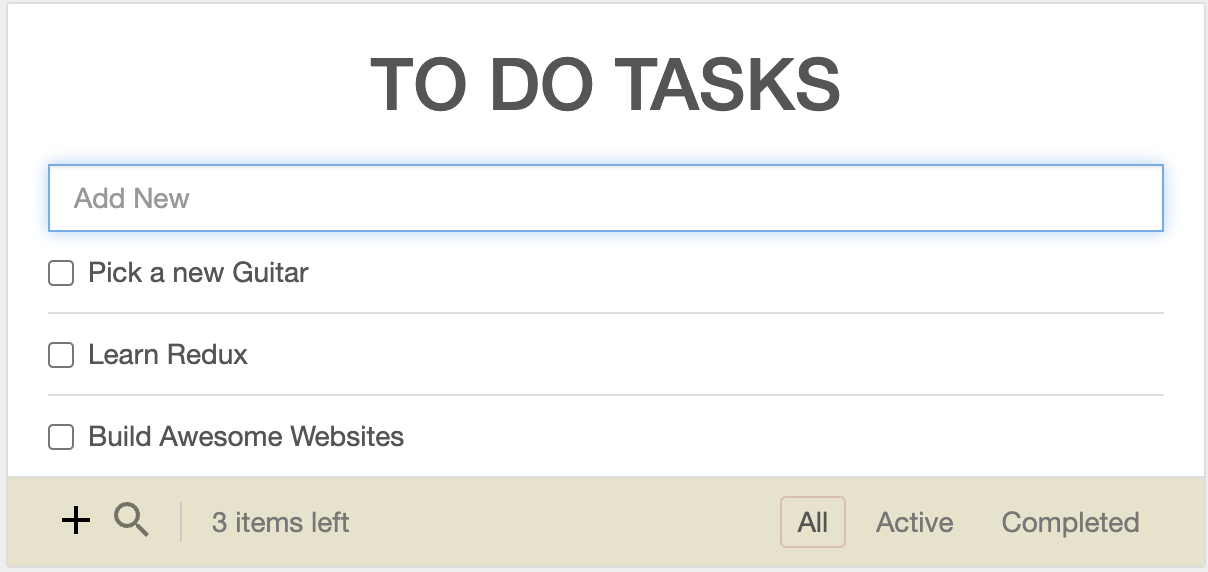 TO DO TASKS
Add New
Pick a new Guitar
Learn Redux
Build Awesome Websites
3 items left All Active Completed